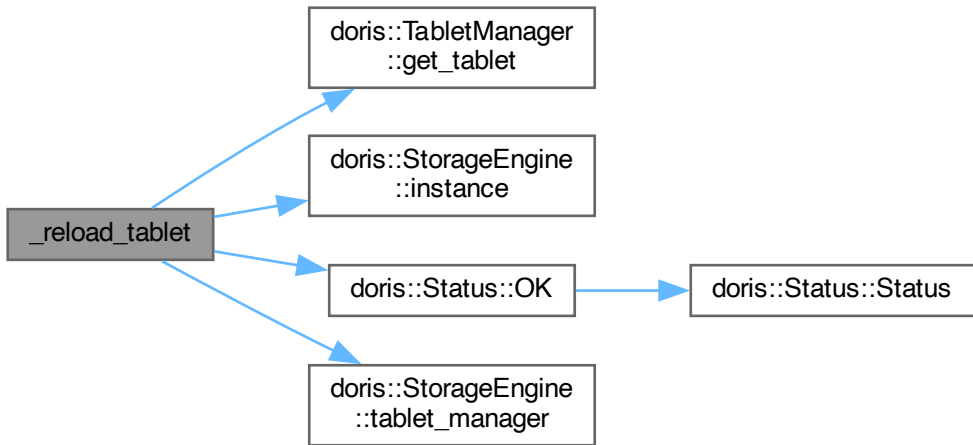 doris::TabletManager
::get_tablet
doris::StorageEngine
::instance
_reload_tablet
doris::Status::OK
doris::Status::Status
doris::StorageEngine
::tablet_manager